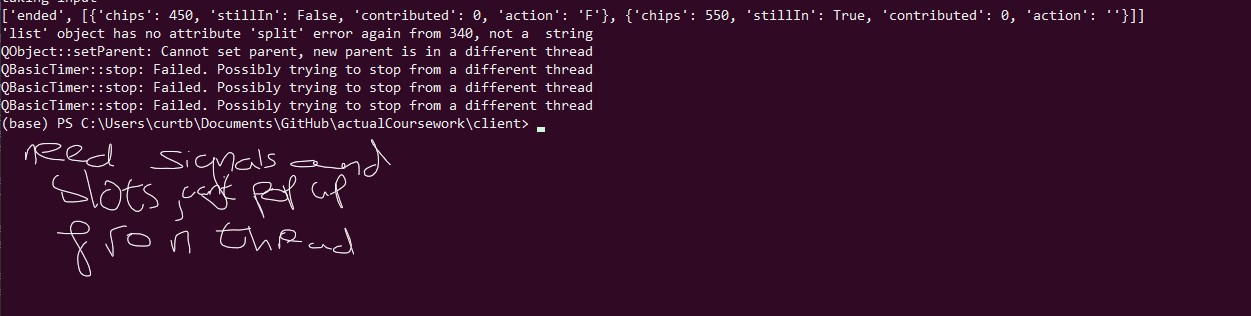 taking input
['ended', [{'chips': 450, 'stillIn': False, 'contributed': 0, 'action': 'F'}, {'chips': 550, 'stillIn': True, 'contributed': 0, 'action': ''}]]
'list' object has no attribute 'split' error again from 340, not a  string
QObject::setParent: Cannot set parent, new parent is in a different thread
QBasicTimer::stop: Failed. Possibly trying to stop from a different thread
QBasicTimer::stop: Failed. Possibly trying to stop from a different thread
QBasicTimer::stop: Failed. Possibly trying to stop from a different thread
(base) PS C:\Users\curtb\Documents\GitHub\actualCoursework\client>
need signals and
slots, can't pop up
from thread